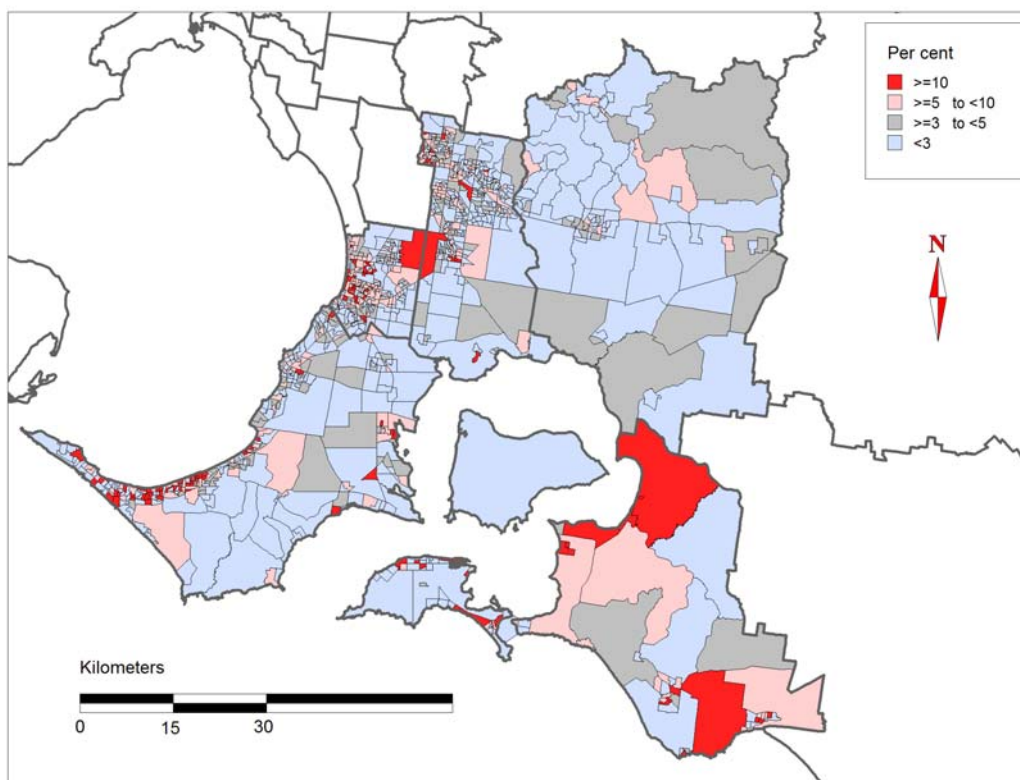 Per cent
>=10
>=5 to <10
>=3 to <5
<3
N
Kilometers
0 15 30